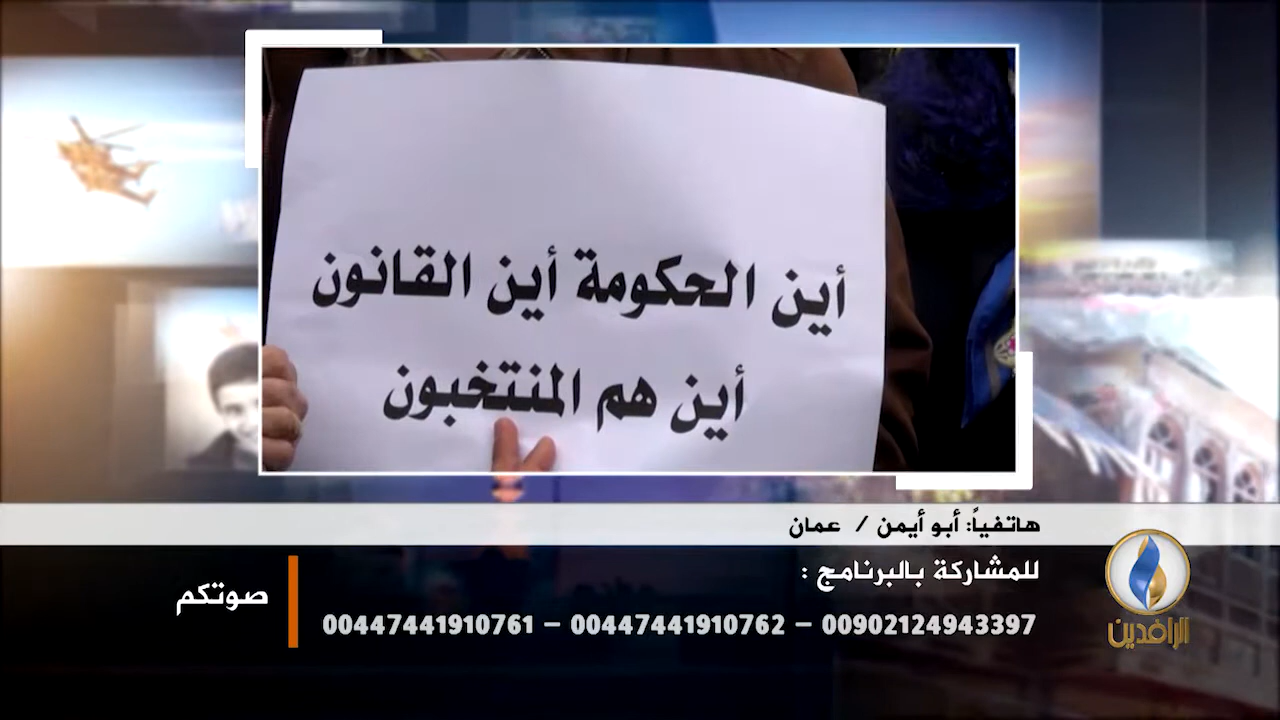 أين الحكومة أين القانون
أين هم المنتخبون
هاتفياً: أبو أيمن / عمان
للمشاركة بالبرنامج :
صوتكم
00447441910761 – 00447441910762 – 00902124943397
الرافدين